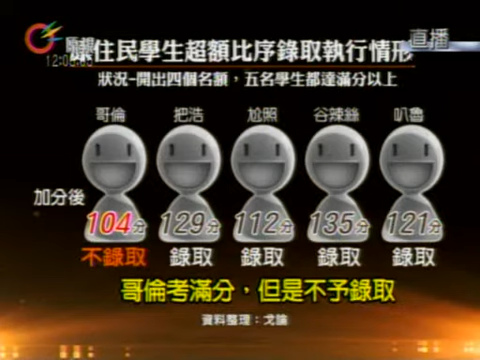 直播
住民學生超額比序錄取執行情形
12:0
狀況-開出四個名額，五名學生都達滿分以上
哥倫 把浩 尬照 谷辣絲 叭魯
加分後 104分 129分 112分 135分 121分
不錄取 錄取 錄取 錄取 錄取
哥倫考滿分，但是不予錄取
資料整理：戈論